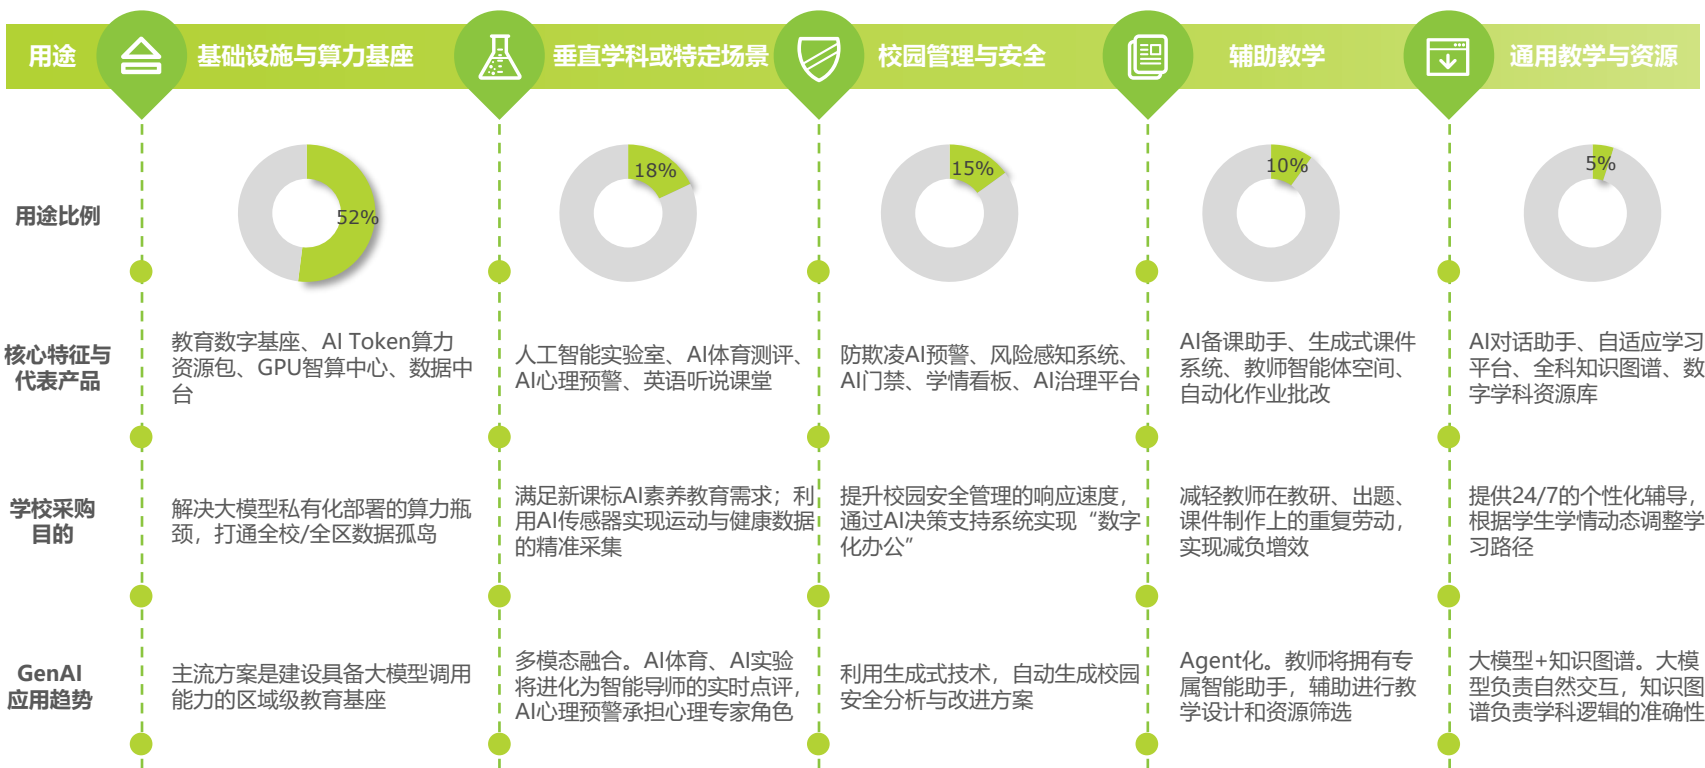 用途
基础设施与算力基座
垂直学科或特定场景
校园管理与安全
辅助教学
通用教学与资源
用途比例
52%
18%
15%
10%
5%
核心特征与
代表产品
教育数字基座、AI Token算力
资源包、GPU智算中心、数据中
台
人工智能实验室、AI体育测评、
AI心理预警、英语听说课堂
防欺凌AI预警、风险感知系统、
AI门禁、学情看板、AI治理平台
AI备课助手、生成式课件
系统、教师智能体空间、
自动化作业批改
AI对话助手、自适应学习
平台、全科知识图谱、数
字学科资源库
学校采购
目的
解决大模型私有化部署的算力瓶
颈，打通全校/全区数据孤岛
满足新课标AI素养教育需求；利
用AI传感器实现运动与健康数据
的精准采集
提升校园安全管理的响应速度，
通过AI决策支持系统实现“数字
化办公”
减轻教师在教研、出题、
课件制作上的重复劳动，
实现减负增效
提供24/7的个性化辅导，
根据学生学情动态调整学
习路径
GenAI
应用趋势
主流方案是建设具备大模型调用
能力的区域级教育基座
多模态融合。AI体育、AI实验
将进化为智能导师的实时点评，
AI心理预警承担心理专家角色
利用生成式技术，自动生成校园
安全分析与改进方案
Agent化。教师将拥有专
属智能助手，辅助进行教
学设计和资源筛选
大模型+知识图谱。大模
型负责自然交互，知识图
谱负责学科逻辑的准确性